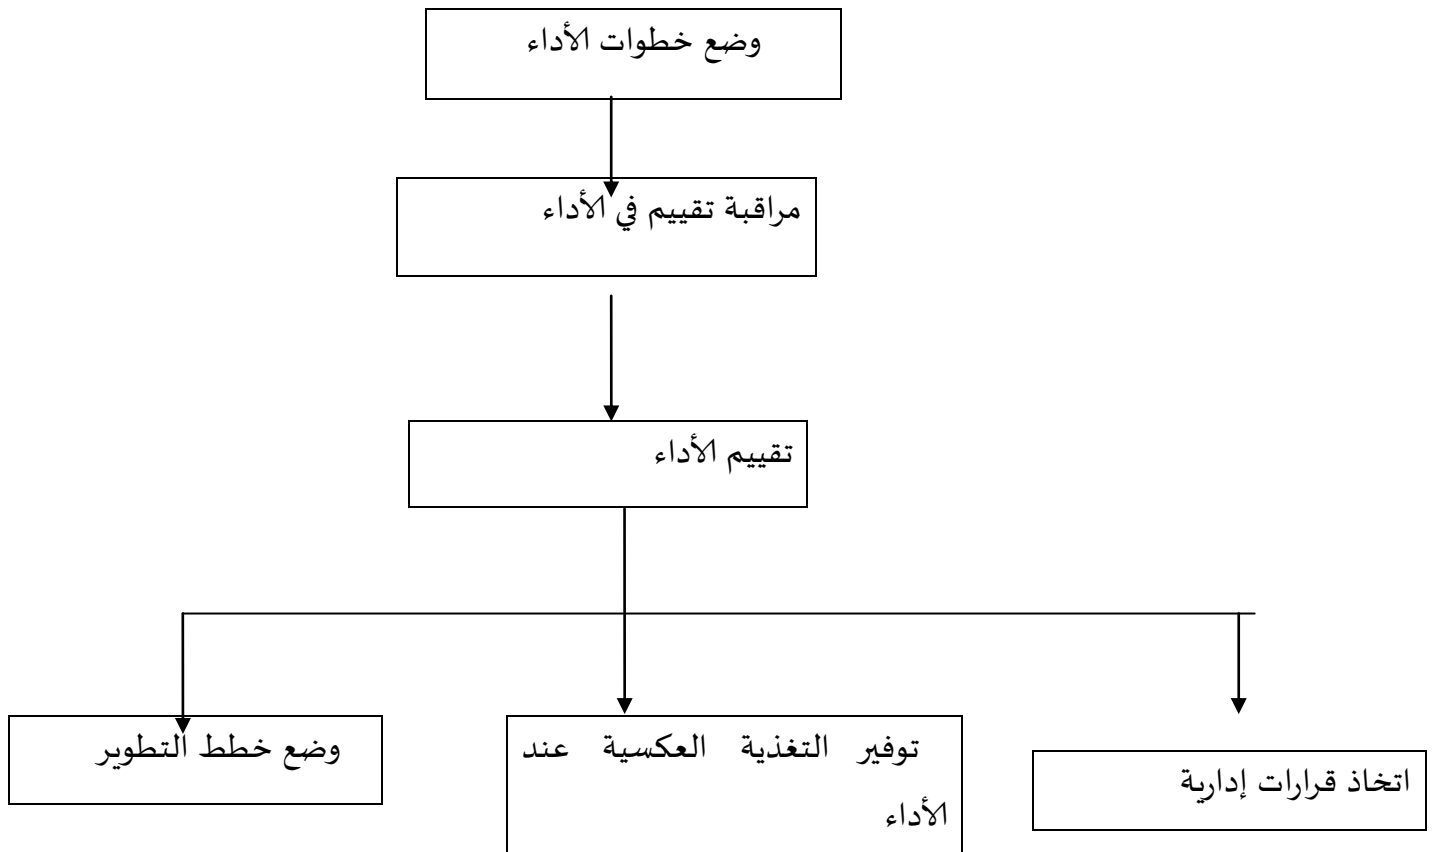 وضع خطوات الأداء
مراقبة تقييم في الأداء
تقييم الأداء
اتخاذ قرارات إدارية
توفير التغذية العكسية عند
الأداء
وضع خطط التطوير